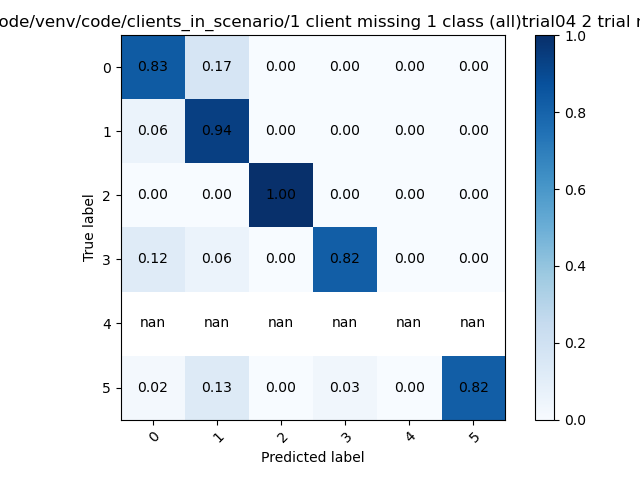 ode/venv/code/clients_in_scenario/1 client missing 1 class (all)trial04 2 trial
1.0
0 0.83 0.17 0.00 0.00 0.00 0.00
0.8
1 0.06 0.94 0.00 0.00 0.00 0.00
2 0.00 0.00 1.00 0.00 0.00 0.00
0.6
True label
3 0.12 0.06 0.00 0.82 0.00 0.00
0.4
4 nan nan nan nan nan nan
0.2
5 0.02 0.13 0.00 0.03 0.00 0.82
0.0
0 1 2 3 4 5
Predicted label